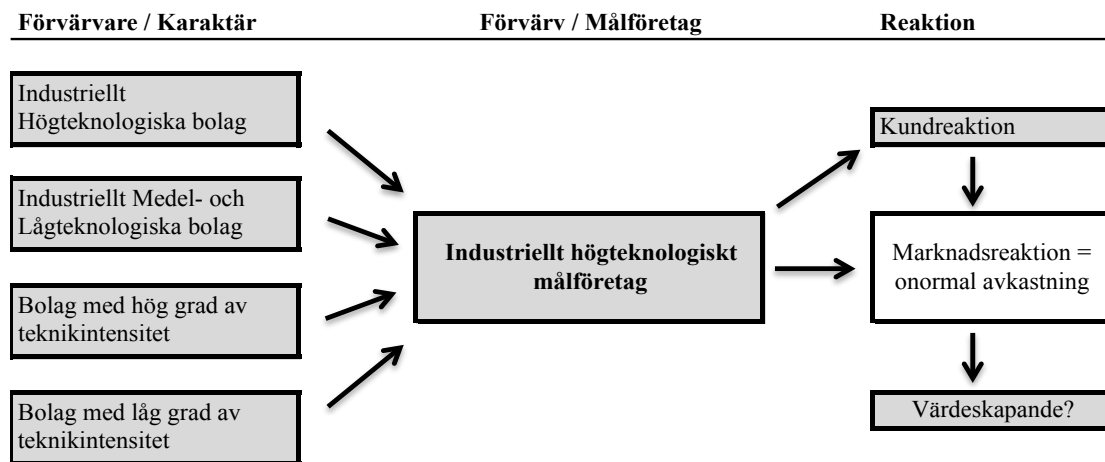 Förvärvare / Karaktär
Förvärv / Målföretag
Reaktion
Industriellt
Högteknologiska bolag
Industriellt Medel- och
Lågteknologiska bolag
Bolag med hög grad av
teknikintensitet
Bolag med låg grad av
teknikintensitet
Industriellt högteknologiskt
målföretag
Kundreaktion
Marknadsreaktion =
onormal avkastning
Värdeskapande?